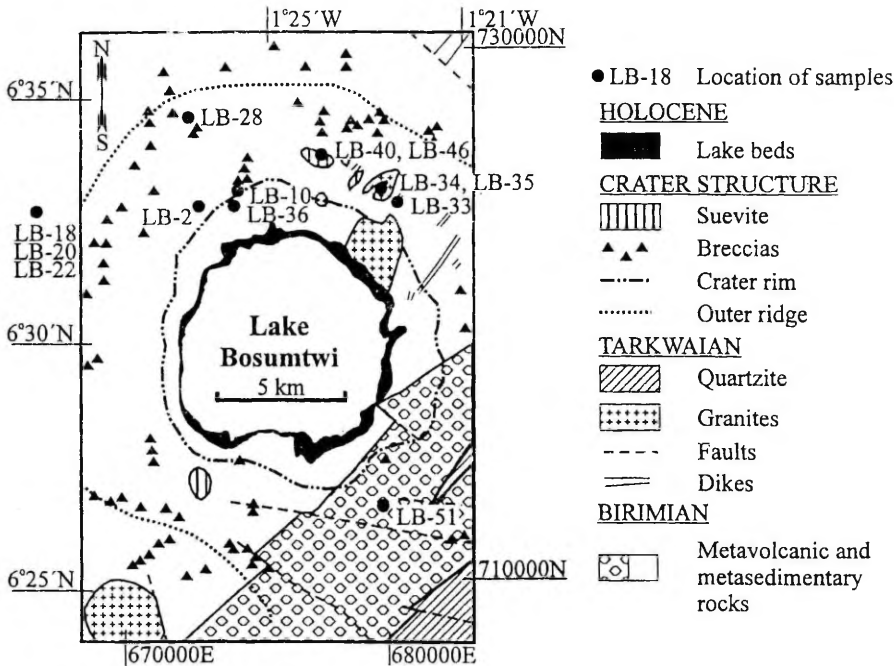 1°25´W
1°21´W
730000N
N
S
6°35´N
LB-28
LB-40, LB-46
LB-34, LB-35
LB-10
LB-33
LB-2
LB-36
LB-18
LB-20
LB-22
6°30´N
Lake
Bosumtwi
5 km
LB-51
6°25´N
710000N
670000E
680000E
LB-18 Location of samples
HOLOCENE
Lake beds
CRATER STRUCTURE
Suevite
Breccias
Crater rim
Outer ridge
TARKWAIAN
Quartzite
Granites
Faults
Dikes
BIRIMIAN
Metavolcanic and
metasedimentary
rocks